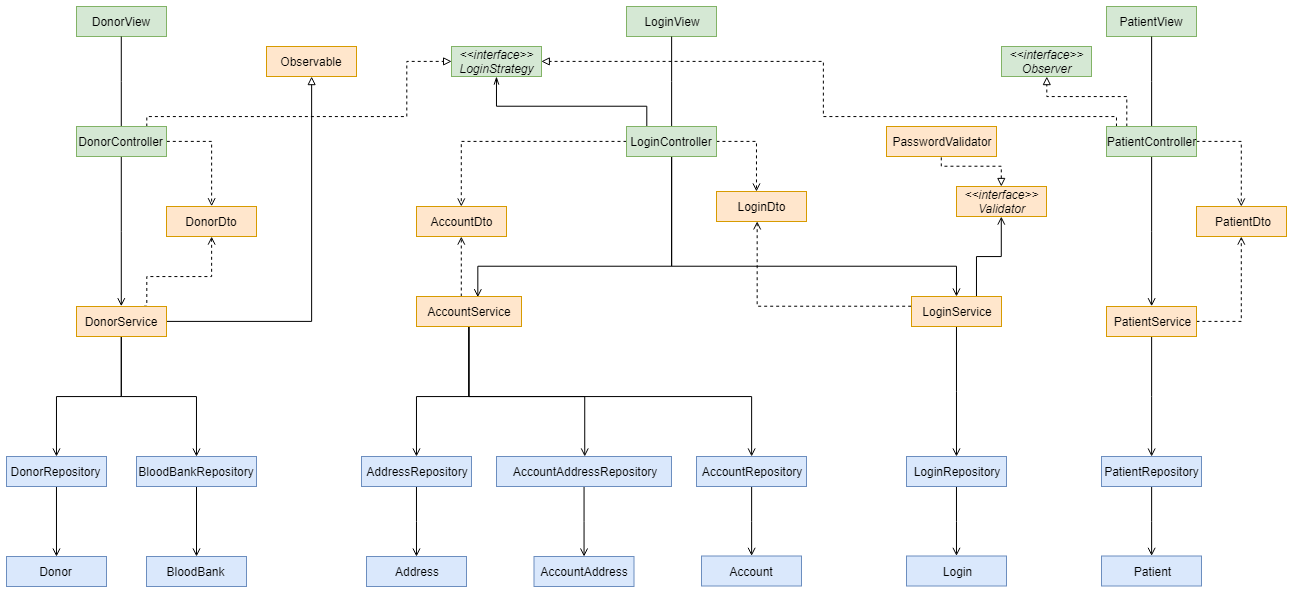 DonorView
LoginView
PatientView
Observable
<<interface>>
LoginStrategy
<<interface>>
Observer
DonorController
LoginController
PasswordValidator
PatientController
<<interface>>
Validator
DonorDto
AccountDto
LoginDto
PatientDto
DonorService
AccountService
LoginService
PatientService
DonorRepository
BloodBankRepository
AddressRepository
AccountAddressRepository
AccountRepository
LoginRepository
PatientRepository
Donor
BloodBank
Address
AccountAddress
Account
Login
Patient